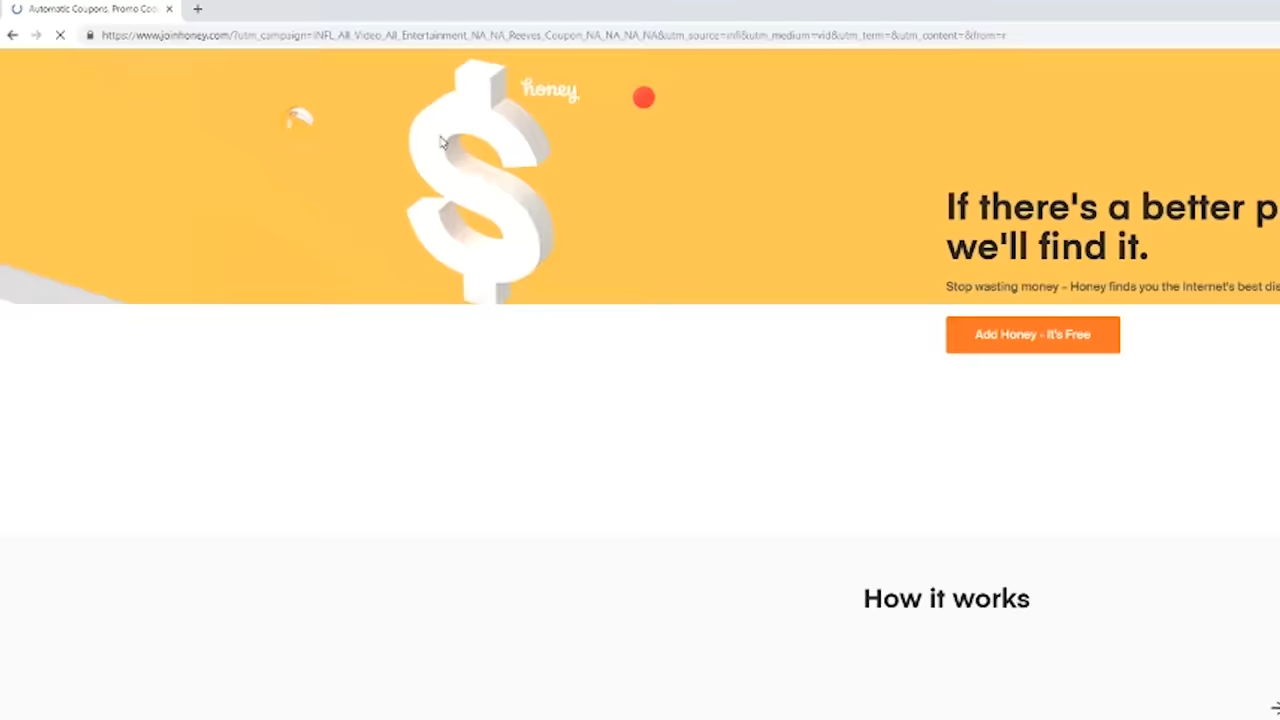 Automatic Coupons, Promo Co
https://www.joinhoney.com/?utm_campaign=INFL_All_Video_All_Entertainment_NA_NA_Reeves_Coupon_NA_NA_NA_NA&utm_source=infl&utm_medium=vid&utm_term=&utm_content=&from=r
honey
If there's a better p
we'll find it.
Stop wasting money – Honey finds you the Internet's best dis
Add Honey - It's Free
How it works